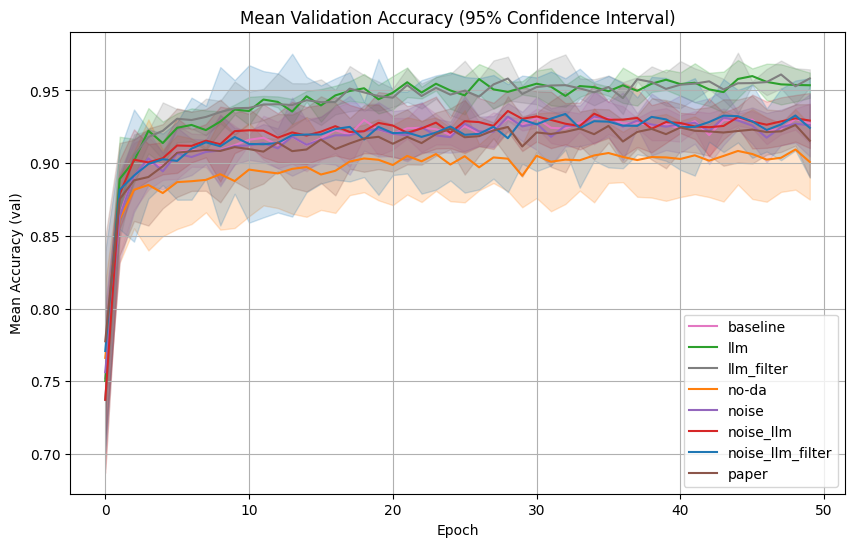 Mean Validation Accuracy (95% Confidence Interval)
Mean Accuracy (val)
0.95
0.90
0.85
0.80
0.75
0.70
0
10
20
30
40
50
Epoch
baseline
llm
llm_filter
no-da
noise
noise_llm
noise_llm_filter
paper